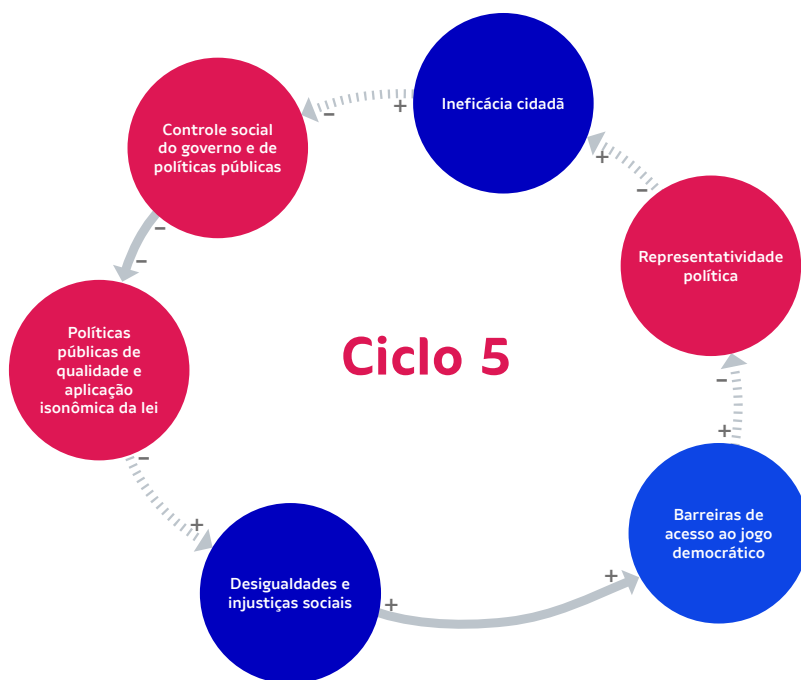 Ineficácia cidadã
+
-
Controle social
do governo e de
políticas públicas
+
-
Representatividade
política
-
-
Políticas
públicas de
qualidade e
aplicação
isonômica da lei
Ciclo 5
-
+
-
+
Barreiras de
acesso ao jogo
democrático
Desigualdades e
injustiças sociais
+
+